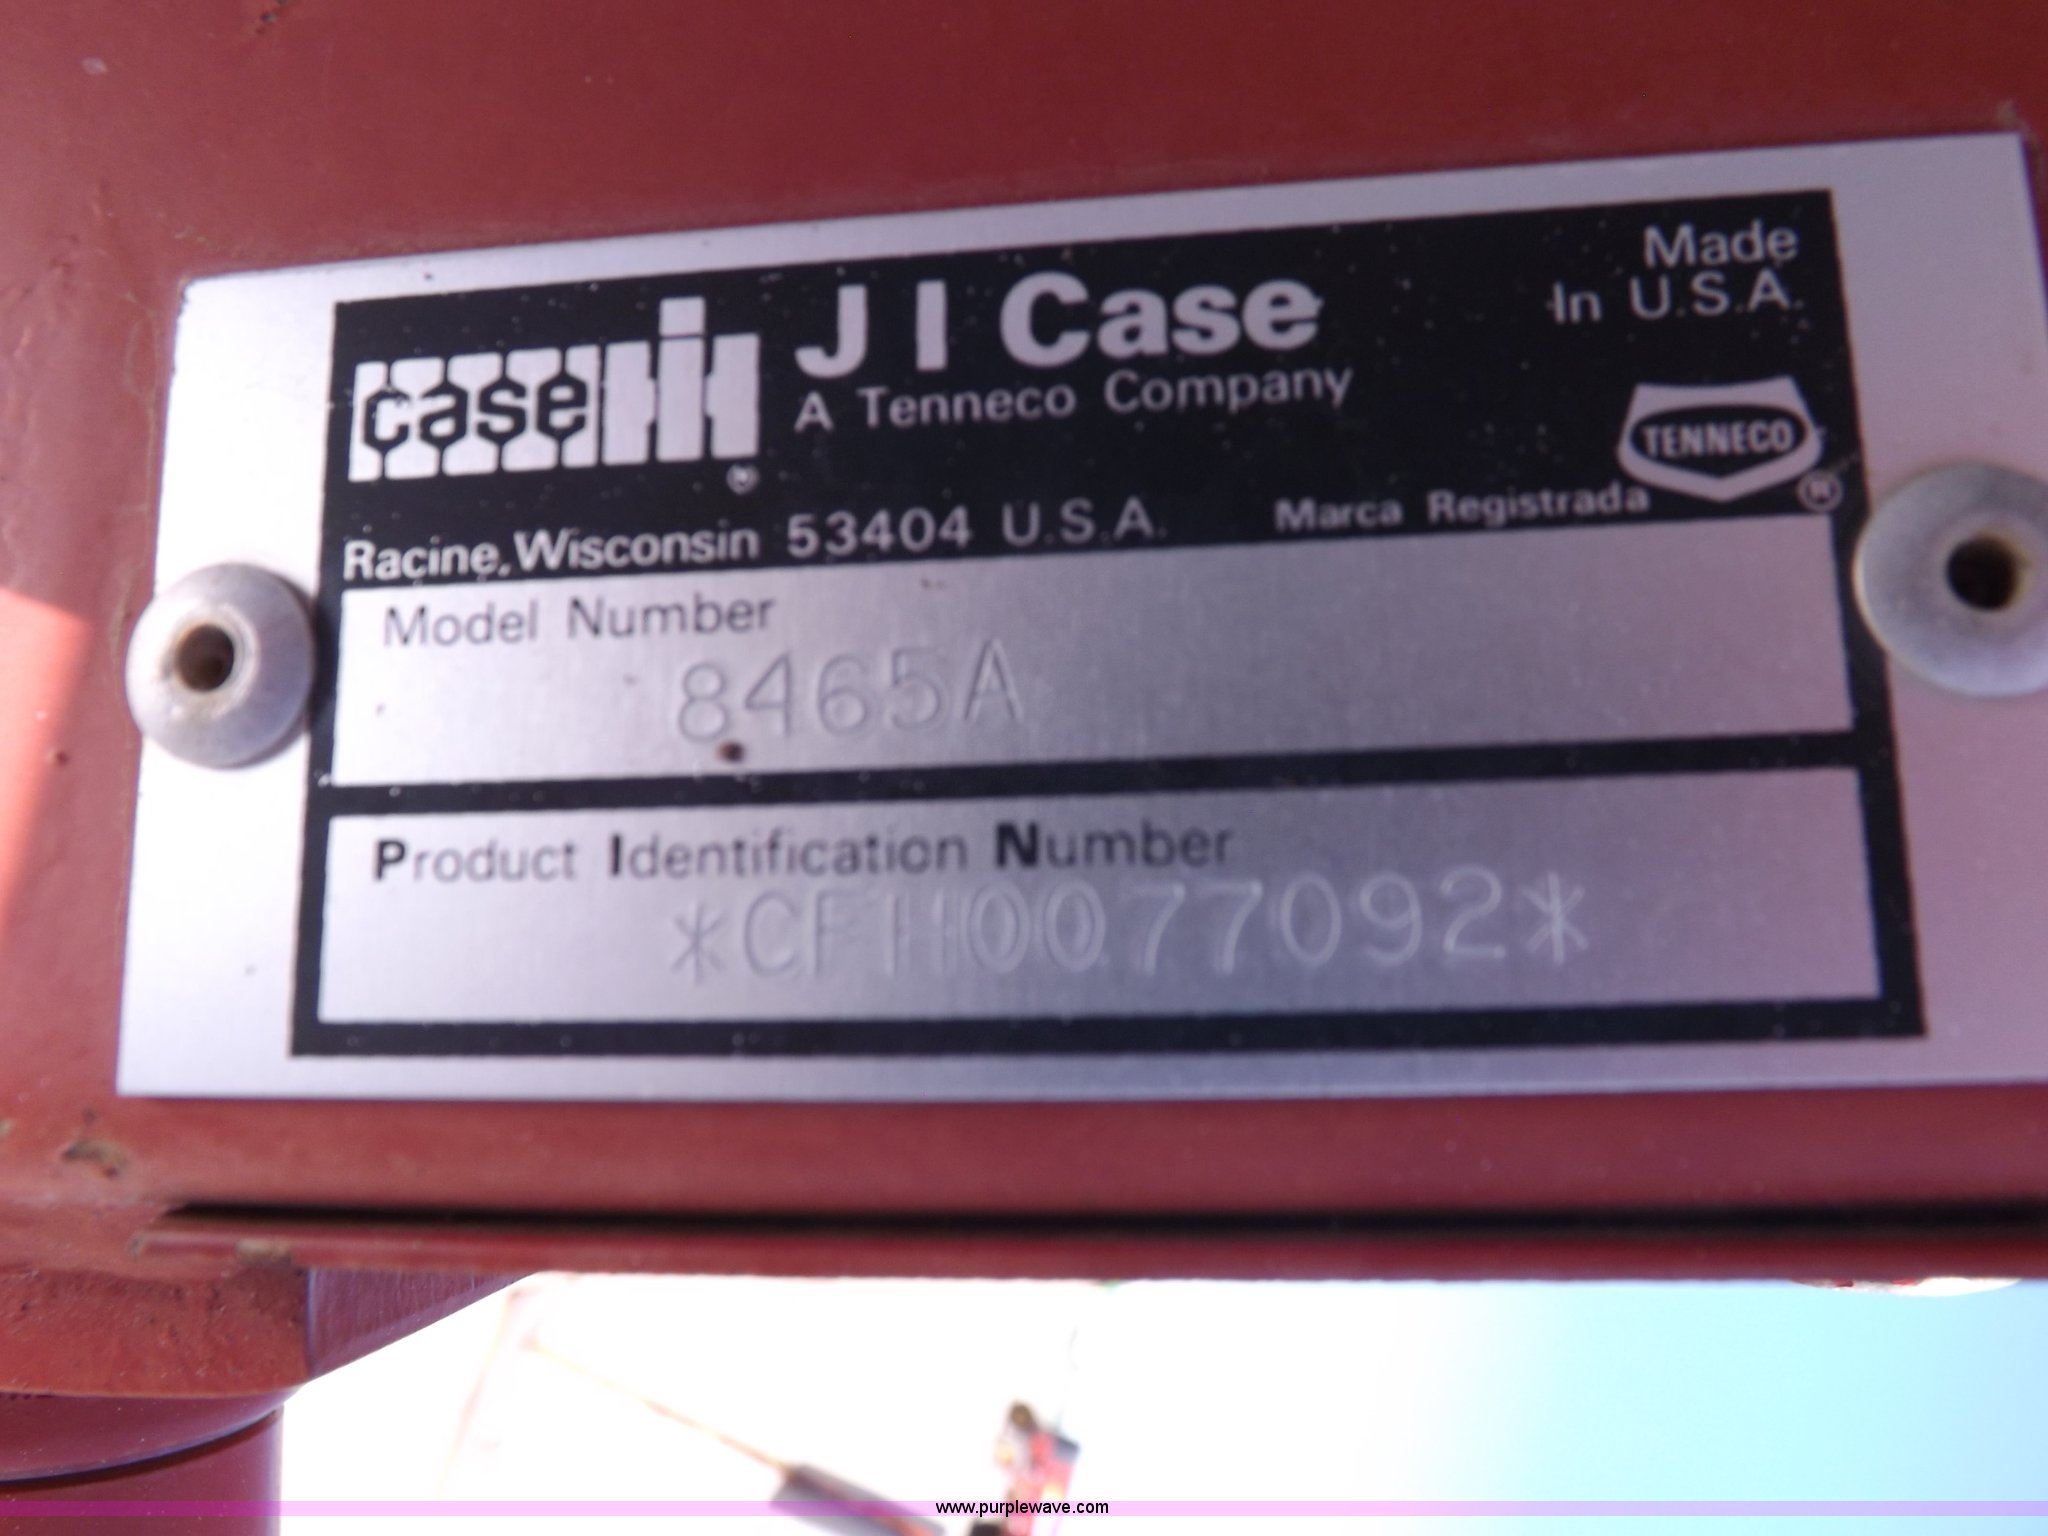 case IH
J I Case
A Tenneco Company
Made
In U.S.A.
TENNECO
®
Racine, Wisconsin 53404 U.S.A.
Marca Registrada
Model Number
8465A
Product Identification Number
*CFH0077092*
www.purplewave.com